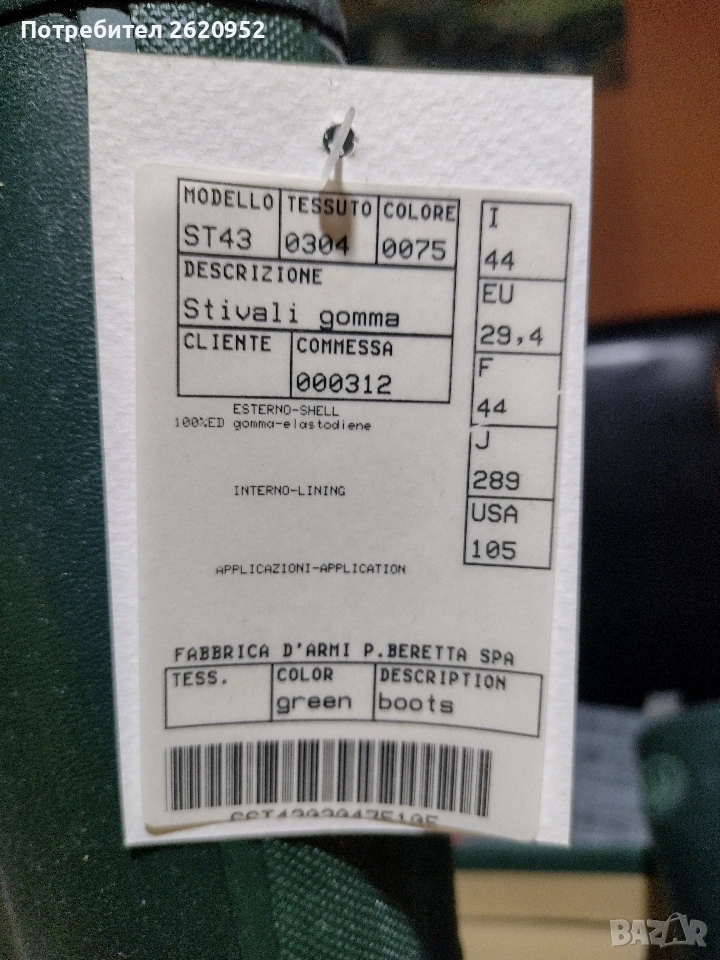 Потребител 2620952
MODELLO TESSUTO COLORE
ST43 0304 0075
DESCRIZIONE
Stivali gomma
CLIENTE COMMESSA
000312
I
44
EU
29,4
F
44
J
289
USA
105
ESTERNO-SHELL
100%ED gomma-elastodiene
INTERNO-LINING
APPLICAZIONI-APPLICATION
FABBRICA D'ARMI P.BERETTA SPA
TESS. COLOR DESCRIPTION
green boots
BAZAR